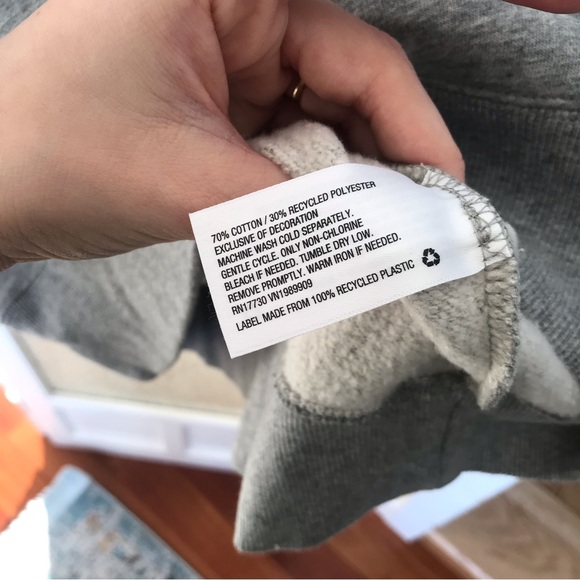 70% COTTON / 30% RECYCLED POLYESTER
EXCLUSIVE OF DECORATION
MACHINE WASH COLD SEPARATELY.
GENTLE CYCLE. ONLY NON-CHLORINE
BLEACH IF NEEDED. TUMBLE DRY LOW.
REMOVE PROMPTLY. WARM IRON IF NEEDED.
RN17730 VN1989909
LABEL MADE FROM 100% RECYCLED PLASTIC